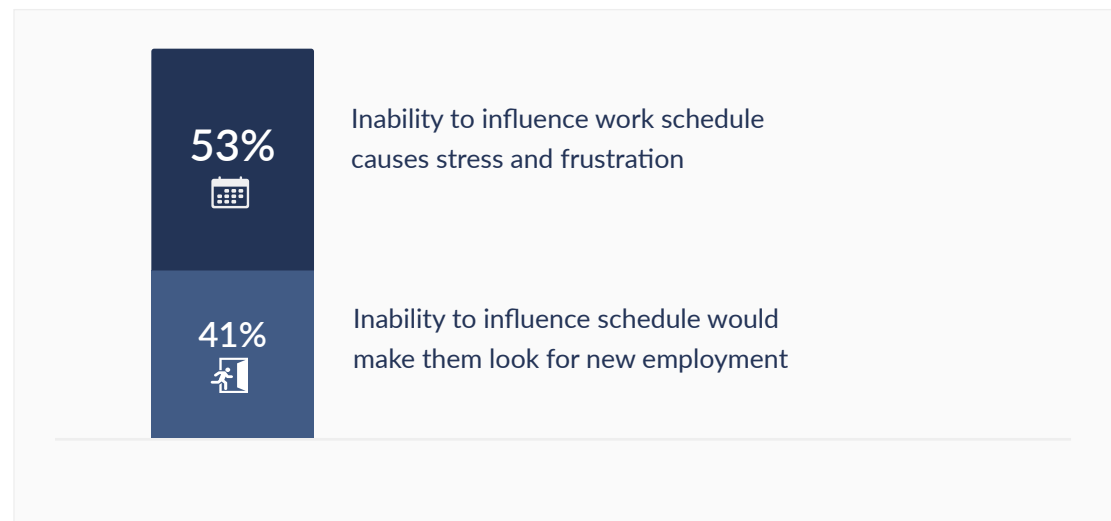 53%
Inability to influence work schedule
causes stress and frustration
41%
Inability to influence schedule would
make them look for new employment